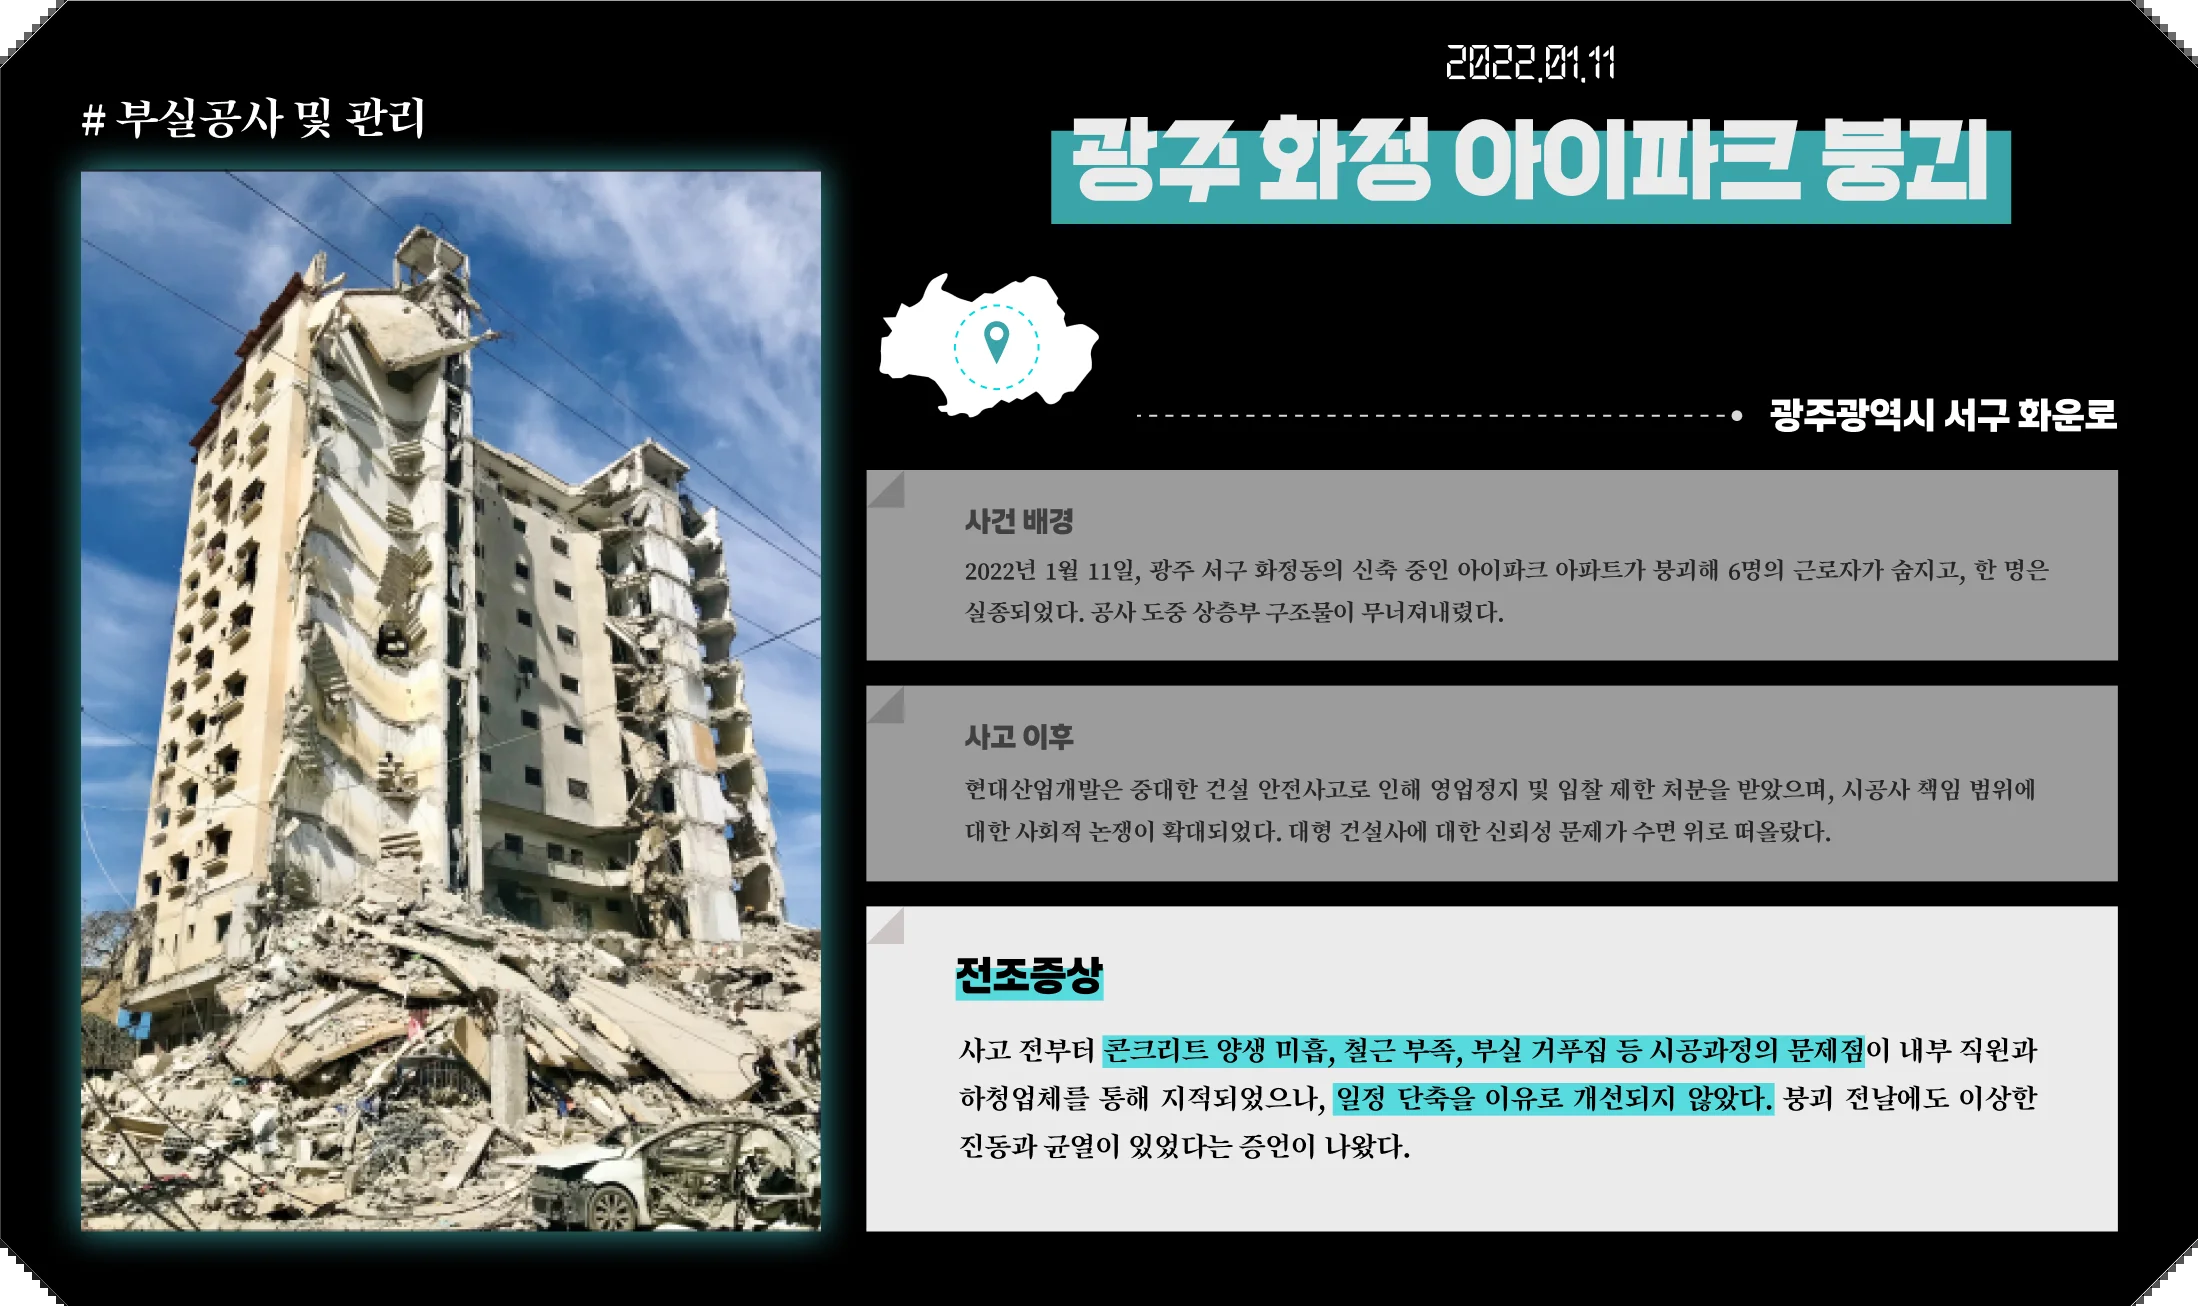 # 부실공사 및 관리
2022.01.11
광주 화정 아이파크 붕괴
광주광역시 서구 화운로
사건 배경
2022년 1월 11일, 광주 서구 화정동의 신축 중인 아이파크 아파트가 붕괴해 6명의 근로자가 숨지고, 한 명은
실종되었다. 공사 도중 상층부 구조물이 무너져내렸다.
사고 이후
현대산업개발은 중대한 건설 안전사고로 인해 영업정지 및 입찰 제한 처분을 받았으며, 시공사 책임 범위에
대한 사회적 논쟁이 확대되었다. 대형 건설사에 대한 신뢰성 문제가 수면 위로 떠올랐다.
전조증상
사고 전부터 콘크리트 양생 미흡, 철근 부족, 부실 거푸집 등 시공과정의 문제점이 내부 직원과
하청업체를 통해 지적되었으나, 일정 단축을 이유로 개선되지 않았다. 붕괴 전날에도 이상한
진동과 균열이 있었다는 증언이 나왔다.